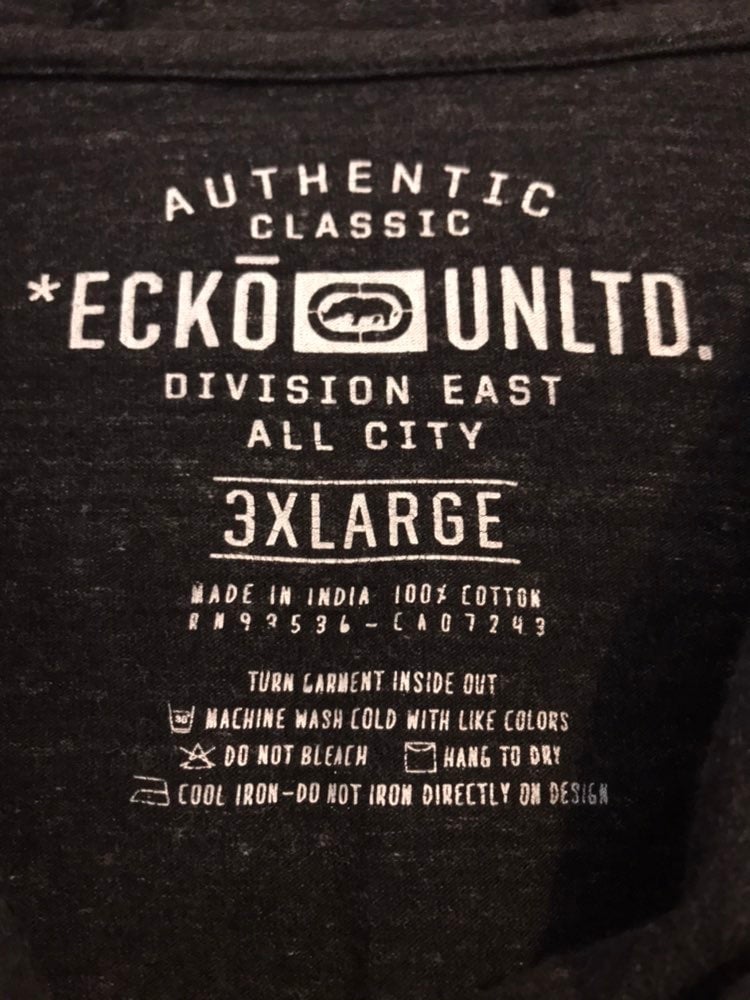 AUTHENTIC
CLASSIC
*ECKŌ UNLTD.
DIVISION EAST
ALL CITY
3XLARGE
MADE IN INDIA 100% COTTON
RN93536-CA07243
TURN GARMENT INSIDE OUT
30° MACHINE WASH COLD WITH LIKE COLORS
DO NOT BLEACH HANG TO DRY
COOL IRON-DO NOT IRON DIRECTLY ON DESIGN